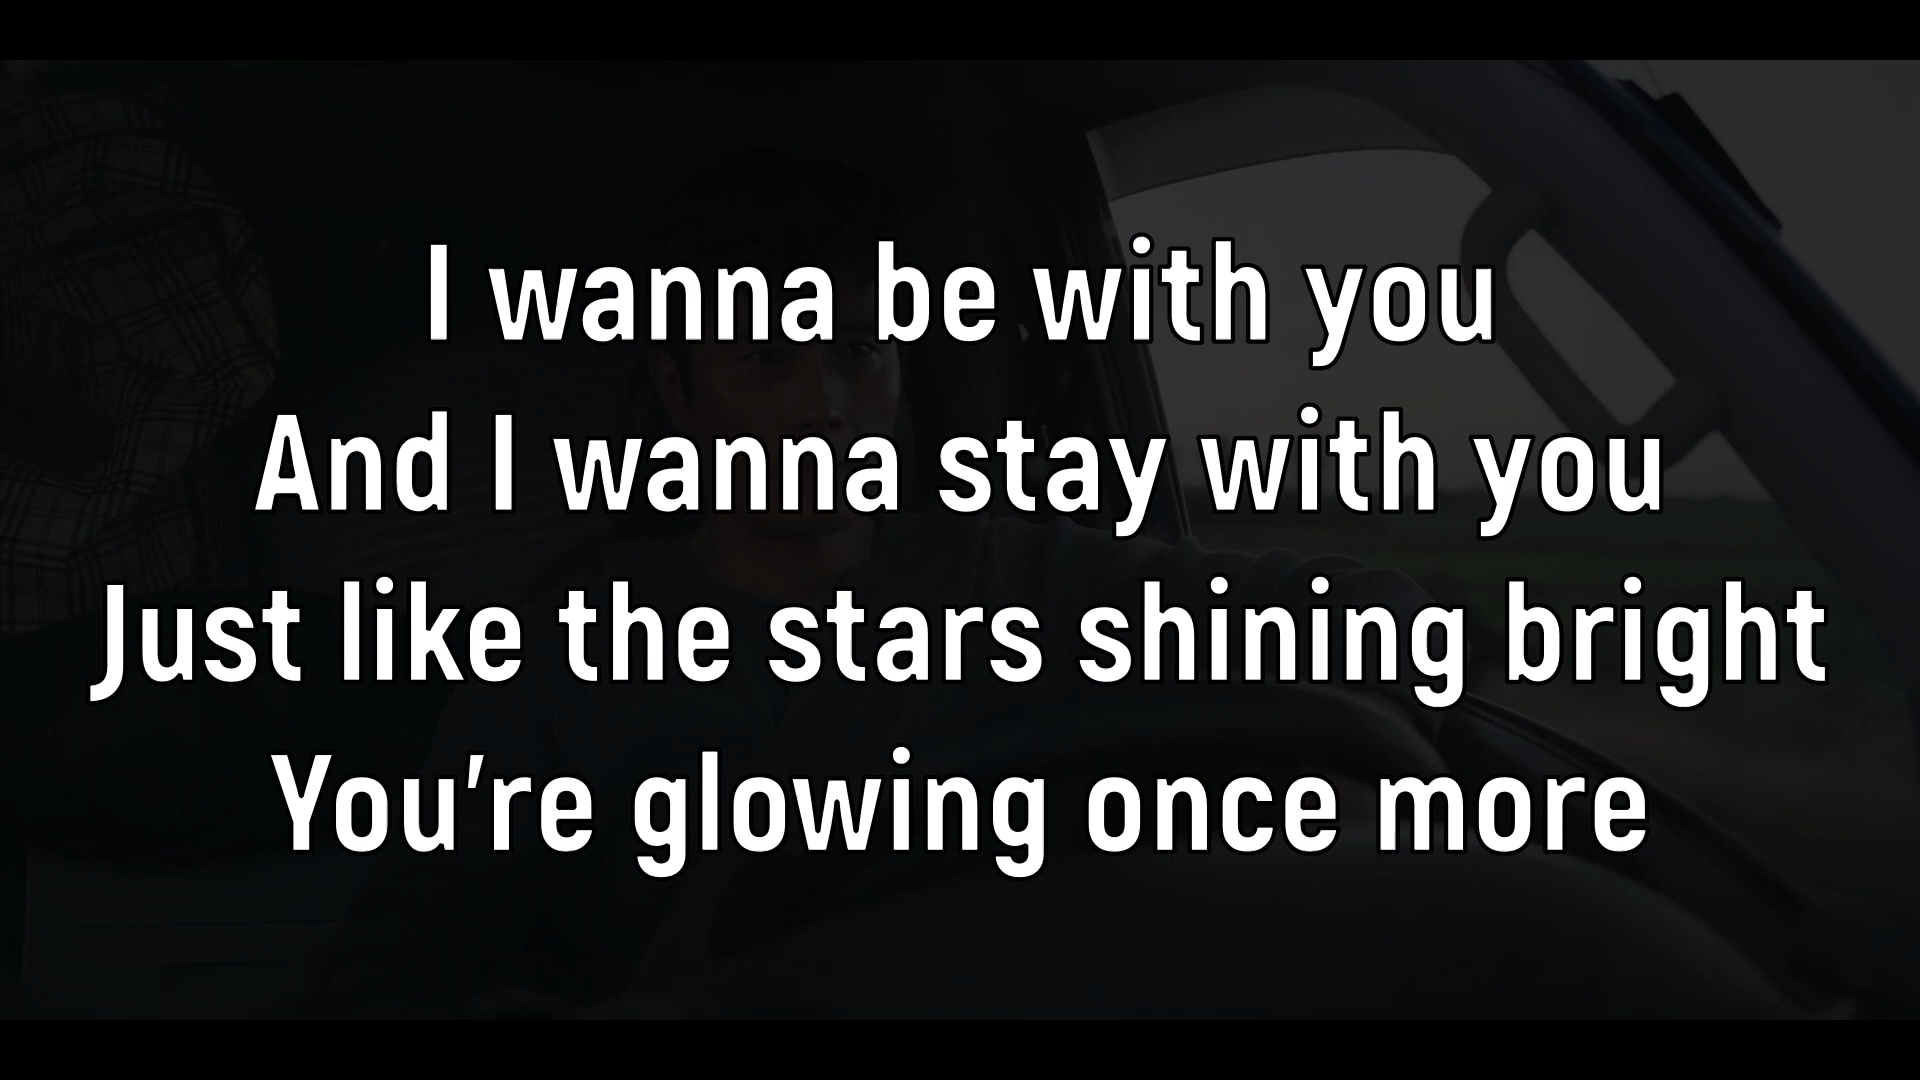 I wanna be with you
And I wanna stay with you
Just like the stars shining bright
You're glowing once more